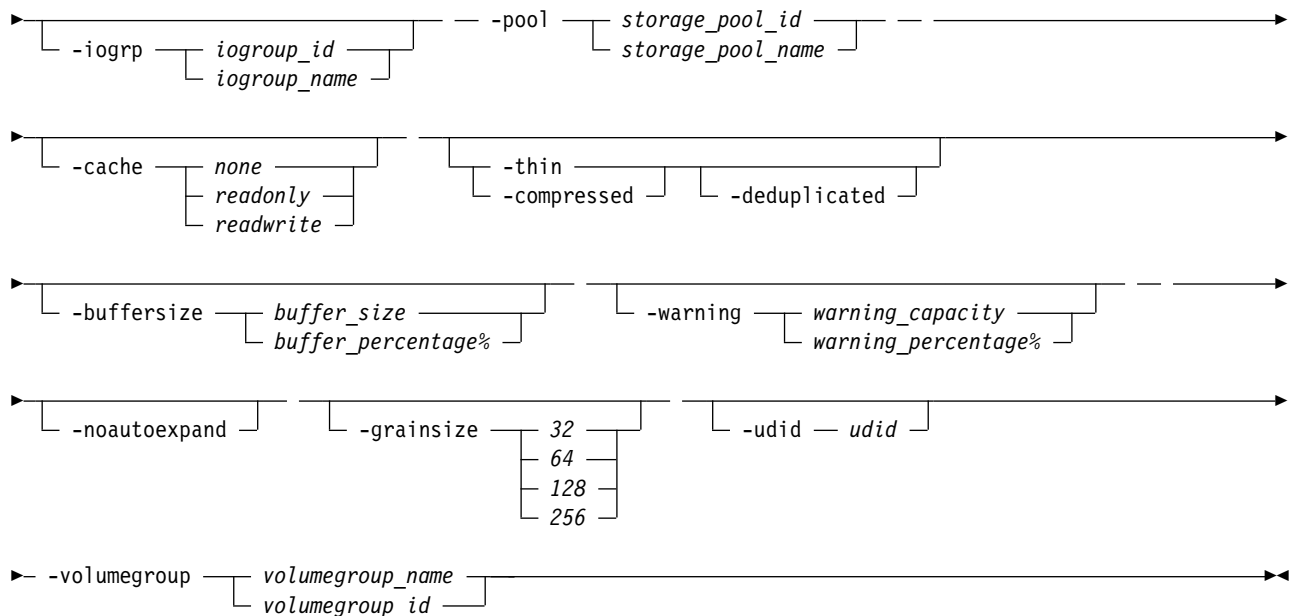 -iogrp iogroup_id -pool storage_pool_id
iogroup_name storage_pool_name
-cache none -thin
readonly -compressed -deduplicated
readwrite
-buffersize buffer_size -warning warning_capacity
buffer_percentage% warning_percentage%
-noautoexpand -grainsize 32 -udid udid
64
128
256
-volumegroup volumegroup_name
volumegroup_id